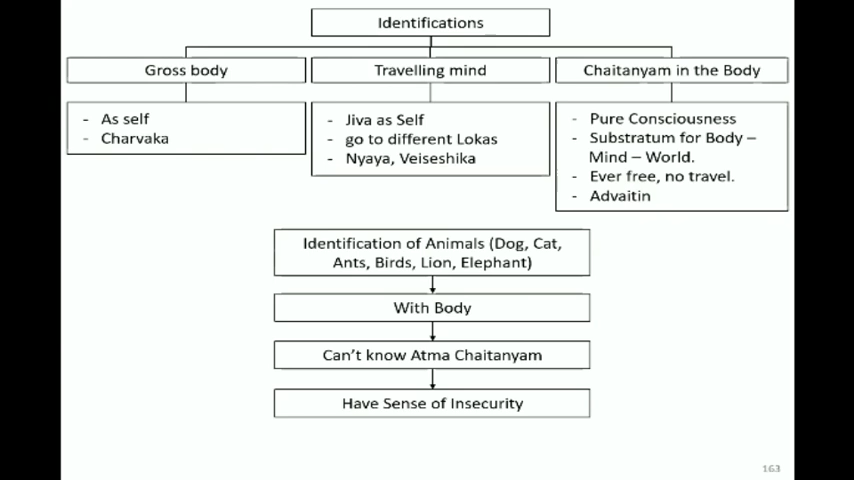 Identifications
Gross body
Travelling mind
Chaitanyam in the Body
- As self
- Charvaka
- Jiva as Self
- go to different Lokas
- Nyaya, Veiseshika
- Pure Consciousness
- Substratum for Body –
Mind – World.
- Ever free, no travel.
- Advaitin
Identification of Animals (Dog, Cat,
Ants, Birds, Lion, Elephant)
With Body
Can't know Atma Chaitanyam
Have Sense of Insecurity
163